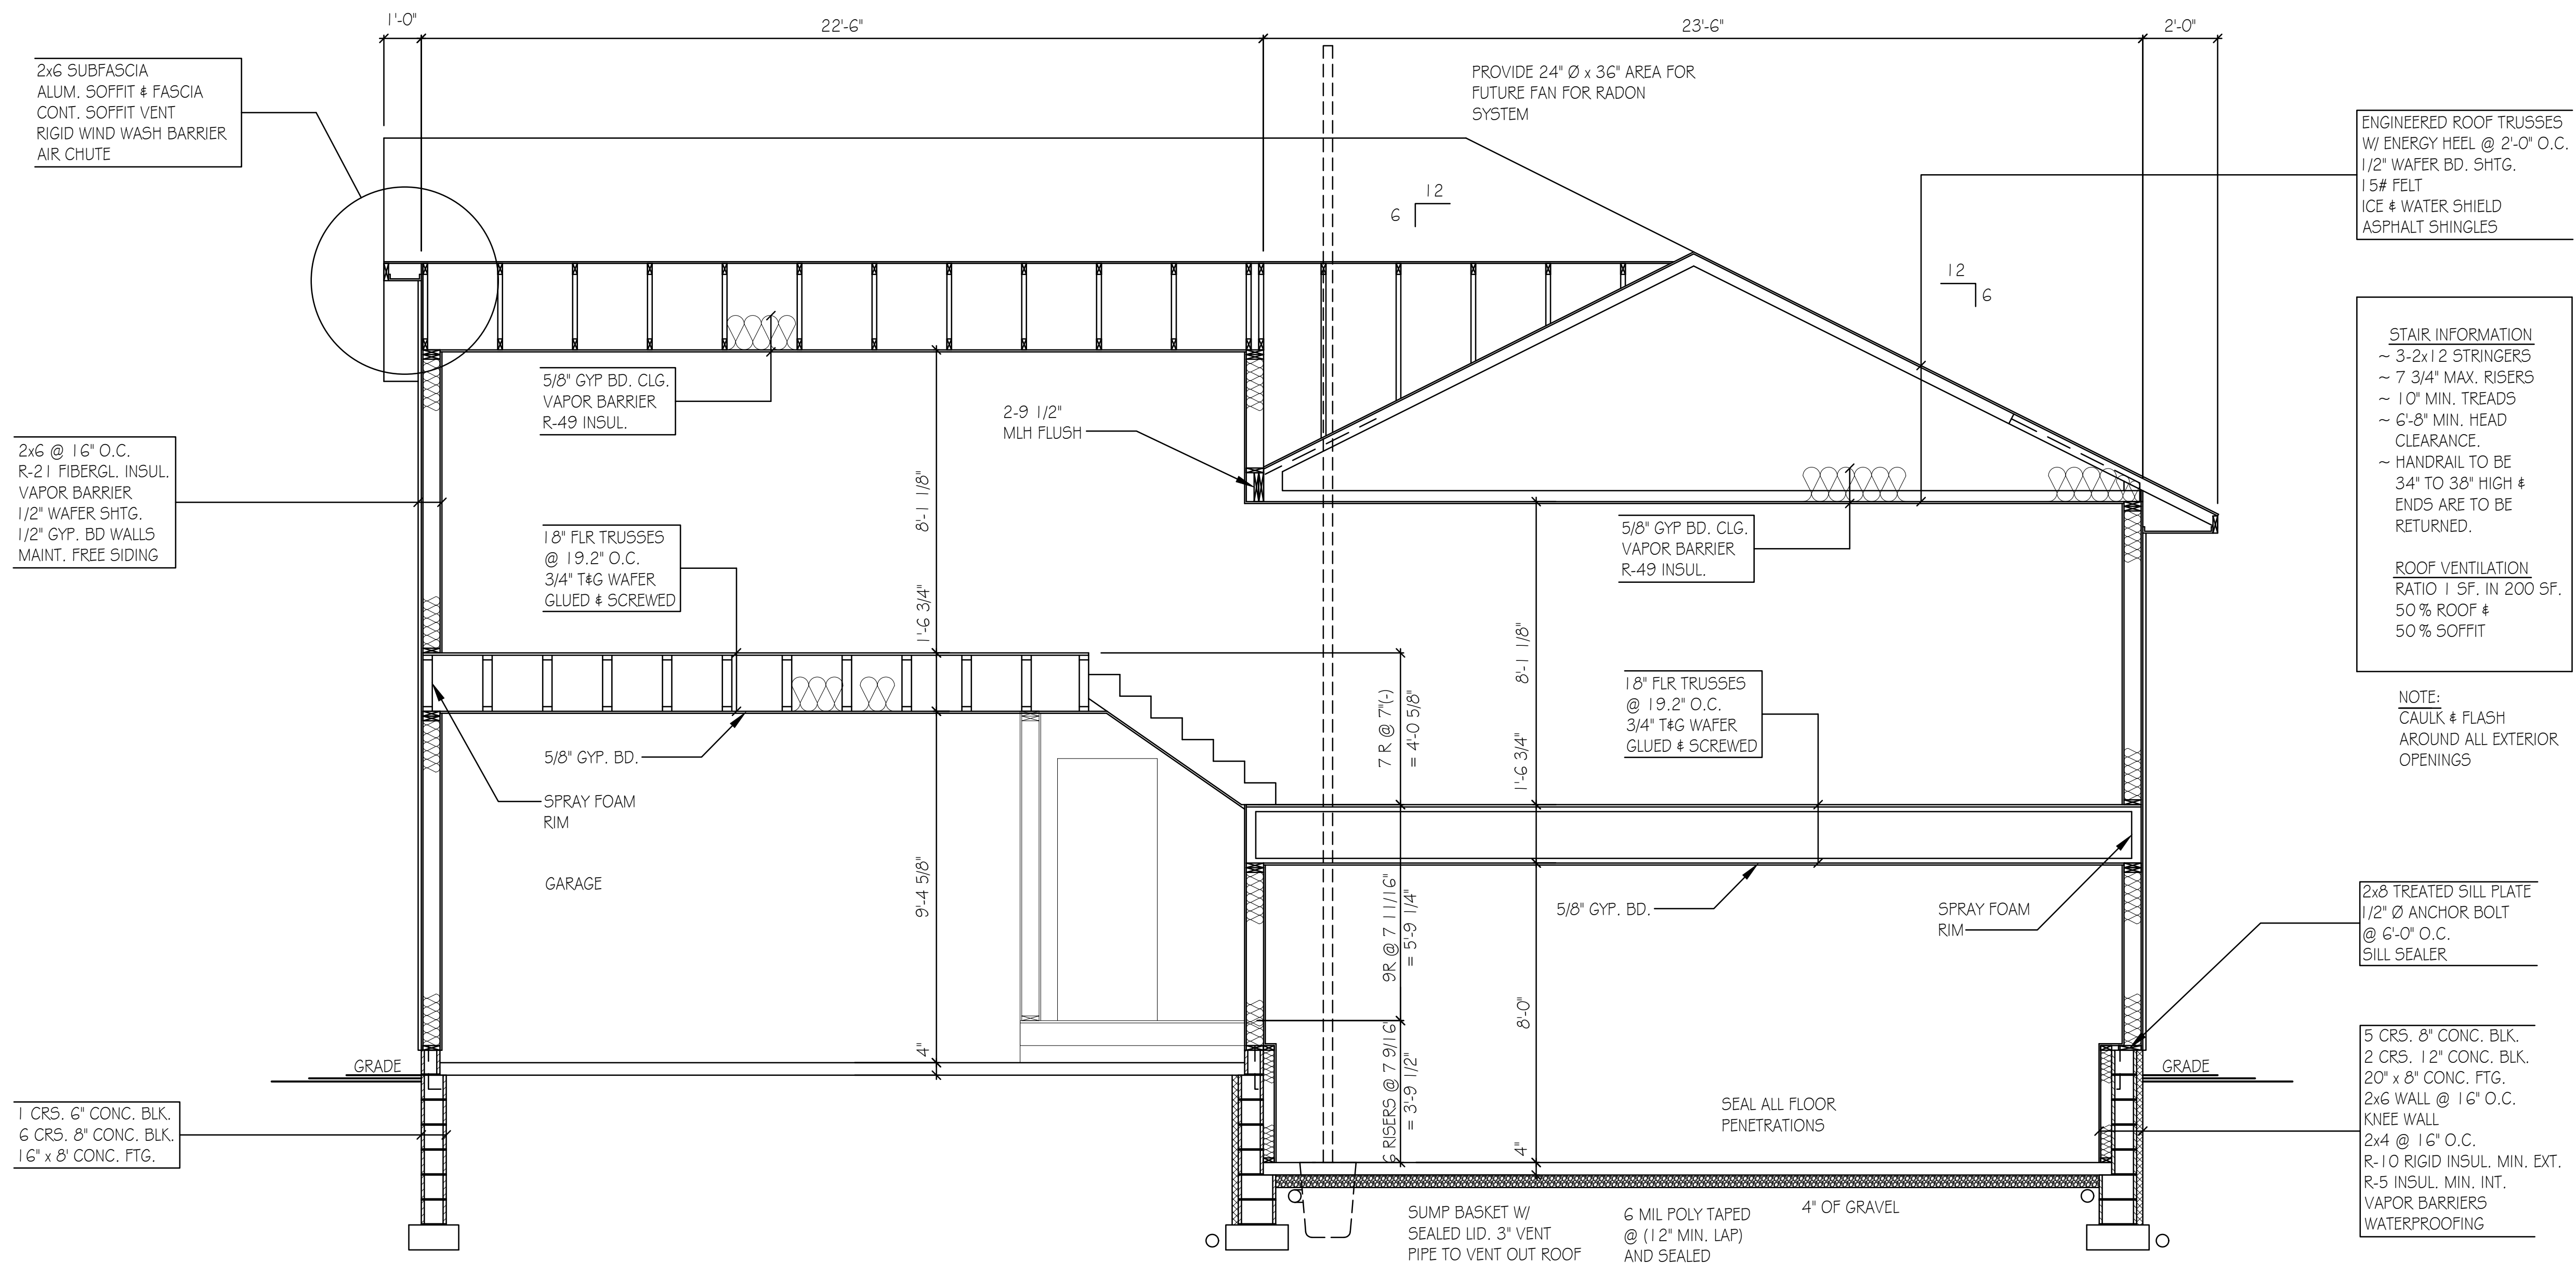 1'-0"
22'-6"
23'-6"
2'-0"
2x6 SUBFASCIA
ALUM. SOFFIT & FASCIA
CONT. SOFFIT VENT
RIGID WIND WASH BARRIER
AIR CHUTE
PROVIDE 24" Ø x 36" AREA FOR
FUTURE FAN FOR RADON
SYSTEM
ENGINEERED ROOF TRUSSES
W/ ENERGY HEEL @ 2'-0" O.C.
1/2" WAFER BD. SHTG.
15# FELT
ICE & WATER SHIELD
ASPHALT SHINGLES
12
6
12
6
STAIR INFORMATION
~ 3-2x12 STRINGERS
~ 7 3/4" MAX. RISERS
~ 10" MIN. TREADS
~ 6'-8" MIN. HEAD
CLEARANCE.
~ HANDRAIL TO BE
34" TO 38" HIGH &
ENDS ARE TO BE
RETURNED.
ROOF VENTILATION
RATIO 1 SF. IN 200 SF.
50 % ROOF &
50 % SOFFIT
NOTE:
CAULK & FLASH
AROUND ALL EXTERIOR
OPENINGS
5/8" GYP BD. CLG.
VAPOR BARRIER
R-49 INSUL.
2-9 1/2"
MLH FLUSH
2x6 @ 16" O.C.
R-21 FIBERGL. INSUL.
VAPOR BARRIER
1/2" WAFER SHTG.
1/2" GYP. BD WALLS
MAINT. FREE SIDING
18" FLR TRUSSES
@ 19.2" O.C.
3/4" T&G WAFER
GLUED & SCREWED
8'-1 1/8"
1'-6 3/4"
9'-4 5/8"
4"
5/8" GYP BD. CLG.
VAPOR BARRIER
R-49 INSUL.
18" FLR TRUSSES
@ 19.2" O.C.
3/4" T&G WAFER
GLUED & SCREWED
8'-1 1/8"
1'-6 3/4"
8'-0"
4"
7 R @ 7"(-)
= 4'-0 5/8"
9R @ 7 11/16"
= 5'-9 1/4"
6 RISERS @ 7 9/16"
= 3'-9 1/2"
5/8" GYP. BD.
SPRAY FOAM
RIM
GARAGE
5/8" GYP. BD.
SPRAY FOAM
RIM
2x8 TREATED SILL PLATE
1/2" Ø ANCHOR BOLT
@ 6'-0" O.C.
SILL SEALER
GRADE
GRADE
1 CRS. 6" CONC. BLK.
6 CRS. 8" CONC. BLK.
16" x 8' CONC. FTG.
SEAL ALL FLOOR
PENETRATIONS
5 CRS. 8" CONC. BLK.
2 CRS. 12" CONC. BLK.
20" x 8" CONC. FTG.
2x6 WALL @ 16" O.C.
KNEE WALL
2x4 @ 16" O.C.
R-10 RIGID INSUL. MIN. EXT.
R-5 INSUL. MIN. INT.
VAPOR BARRIERS
WATERPROOFING
SUMP BASKET W/
SEALED LID. 3" VENT
PIPE TO VENT OUT ROOF
6 MIL POLY TAPED
@ (12" MIN. LAP)
AND SEALED
4" OF GRAVEL